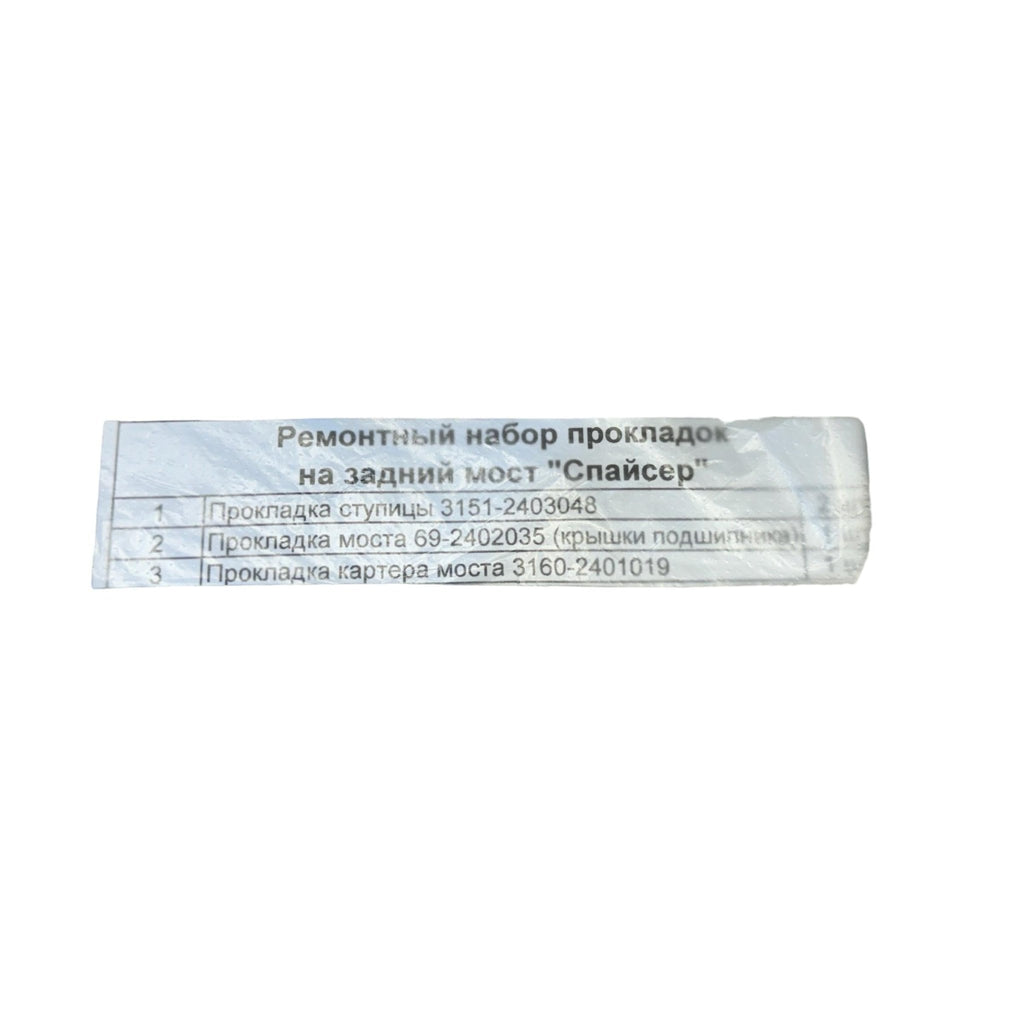 Ремонтный набор прокладок
на задний мост "Спайсер"
1 Прокладка ступицы 3151-2403048
2 Прокладка моста 69-2402035 (крышки подшипника)
3 Прокладка картера моста 3160-2401019